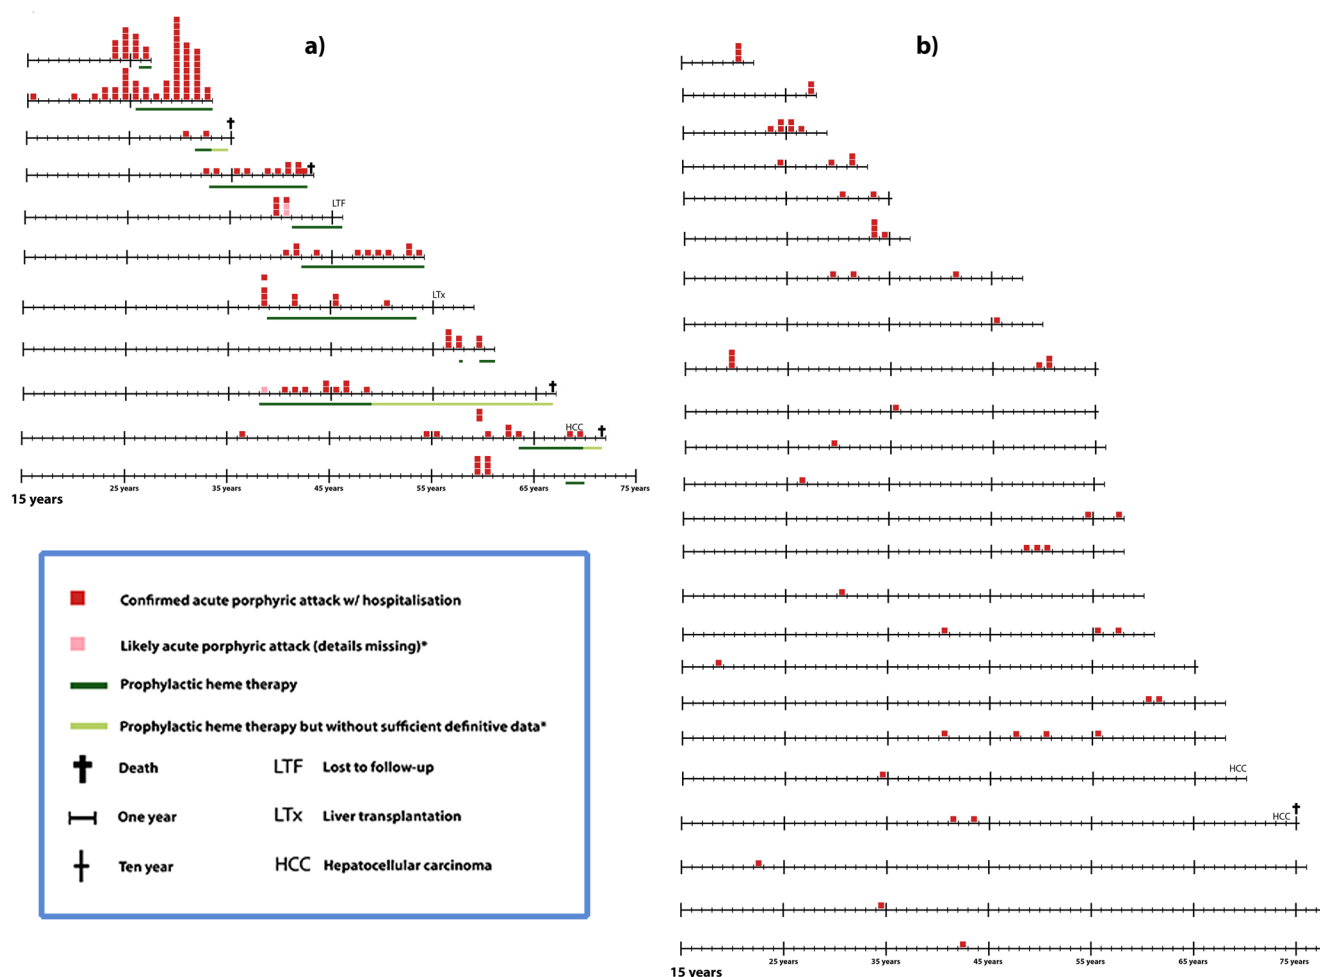 a)
b)
LTF
LTx
HCC
25 years
35 years
45 years
55 years
65 years
75 years
15 years
Confirmed acute porphyric attack w/ hospitalisation
Likely acute porphyric attack (details missing)*
Prophylactic heme therapy
Prophylactic heme therapy but without sufficient definitive data*
Death
LTF Lost to follow-up
One year
LTx Liver transplantation
Ten year
HCC Hepatocellular carcinoma
HCC
HCC
25 years
35 years
45 years
55 years
65 years
75 years
15 years